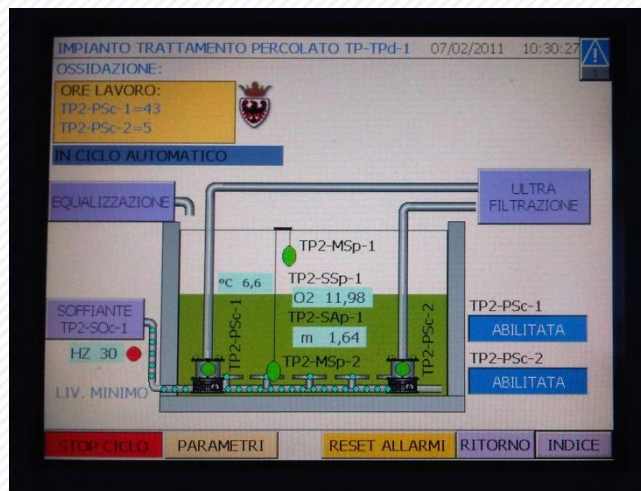 IMPIANTO TRATTAMENTO PERCOLATO TP-TPd-1 07/02/2011 10:30:27
1
OSSIDAZIONE:
ORE LAVORO:
TP2-PSc-1=43
TP2-PSc-2=5
IN CICLO AUTOMATICO
EQUALIZZAZIONE
ULTRA
FILTRAZIONE
TP2-MSp-1
°C 6,6
TP2-SSp-1
O2 11,98
TP2-SAp-1
m 1,64
TP2-MSp-2
TP2-PSc-1
TP2-PSc-2
SOFFIANTE
TP2-SOc-1
HZ 30
LIV. MINIMO
TP2-PSc-1
ABILITATA
TP2-PSc-2
ABILITATA
STOP CICLO
PARAMETRI
RESET ALLARMI
RITORNO
INDICE